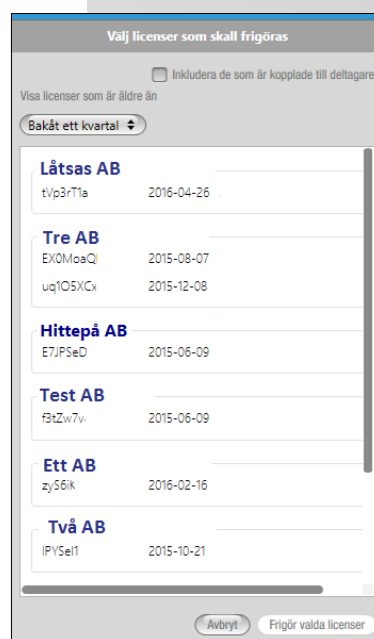 Välj licenser som skall frigöras
Inkludera de som är kopplade till deltagare
Visa licenser som är äldre än
Bakåt ett kvartal
Låtsas AB
tVp3rT1a 2016-04-26
Tre AB
EX0MoaQ 2015-08-07
uq1O5XCx 2015-12-08
Hittepå AB
E7JPSeD 2015-06-09
Test AB
f3tZw7v 2015-06-09
Ett AB
zyS6iK 2016-02-16
Två AB
IPYSel1 2015-10-21
Avbryt Frigör valda licenser